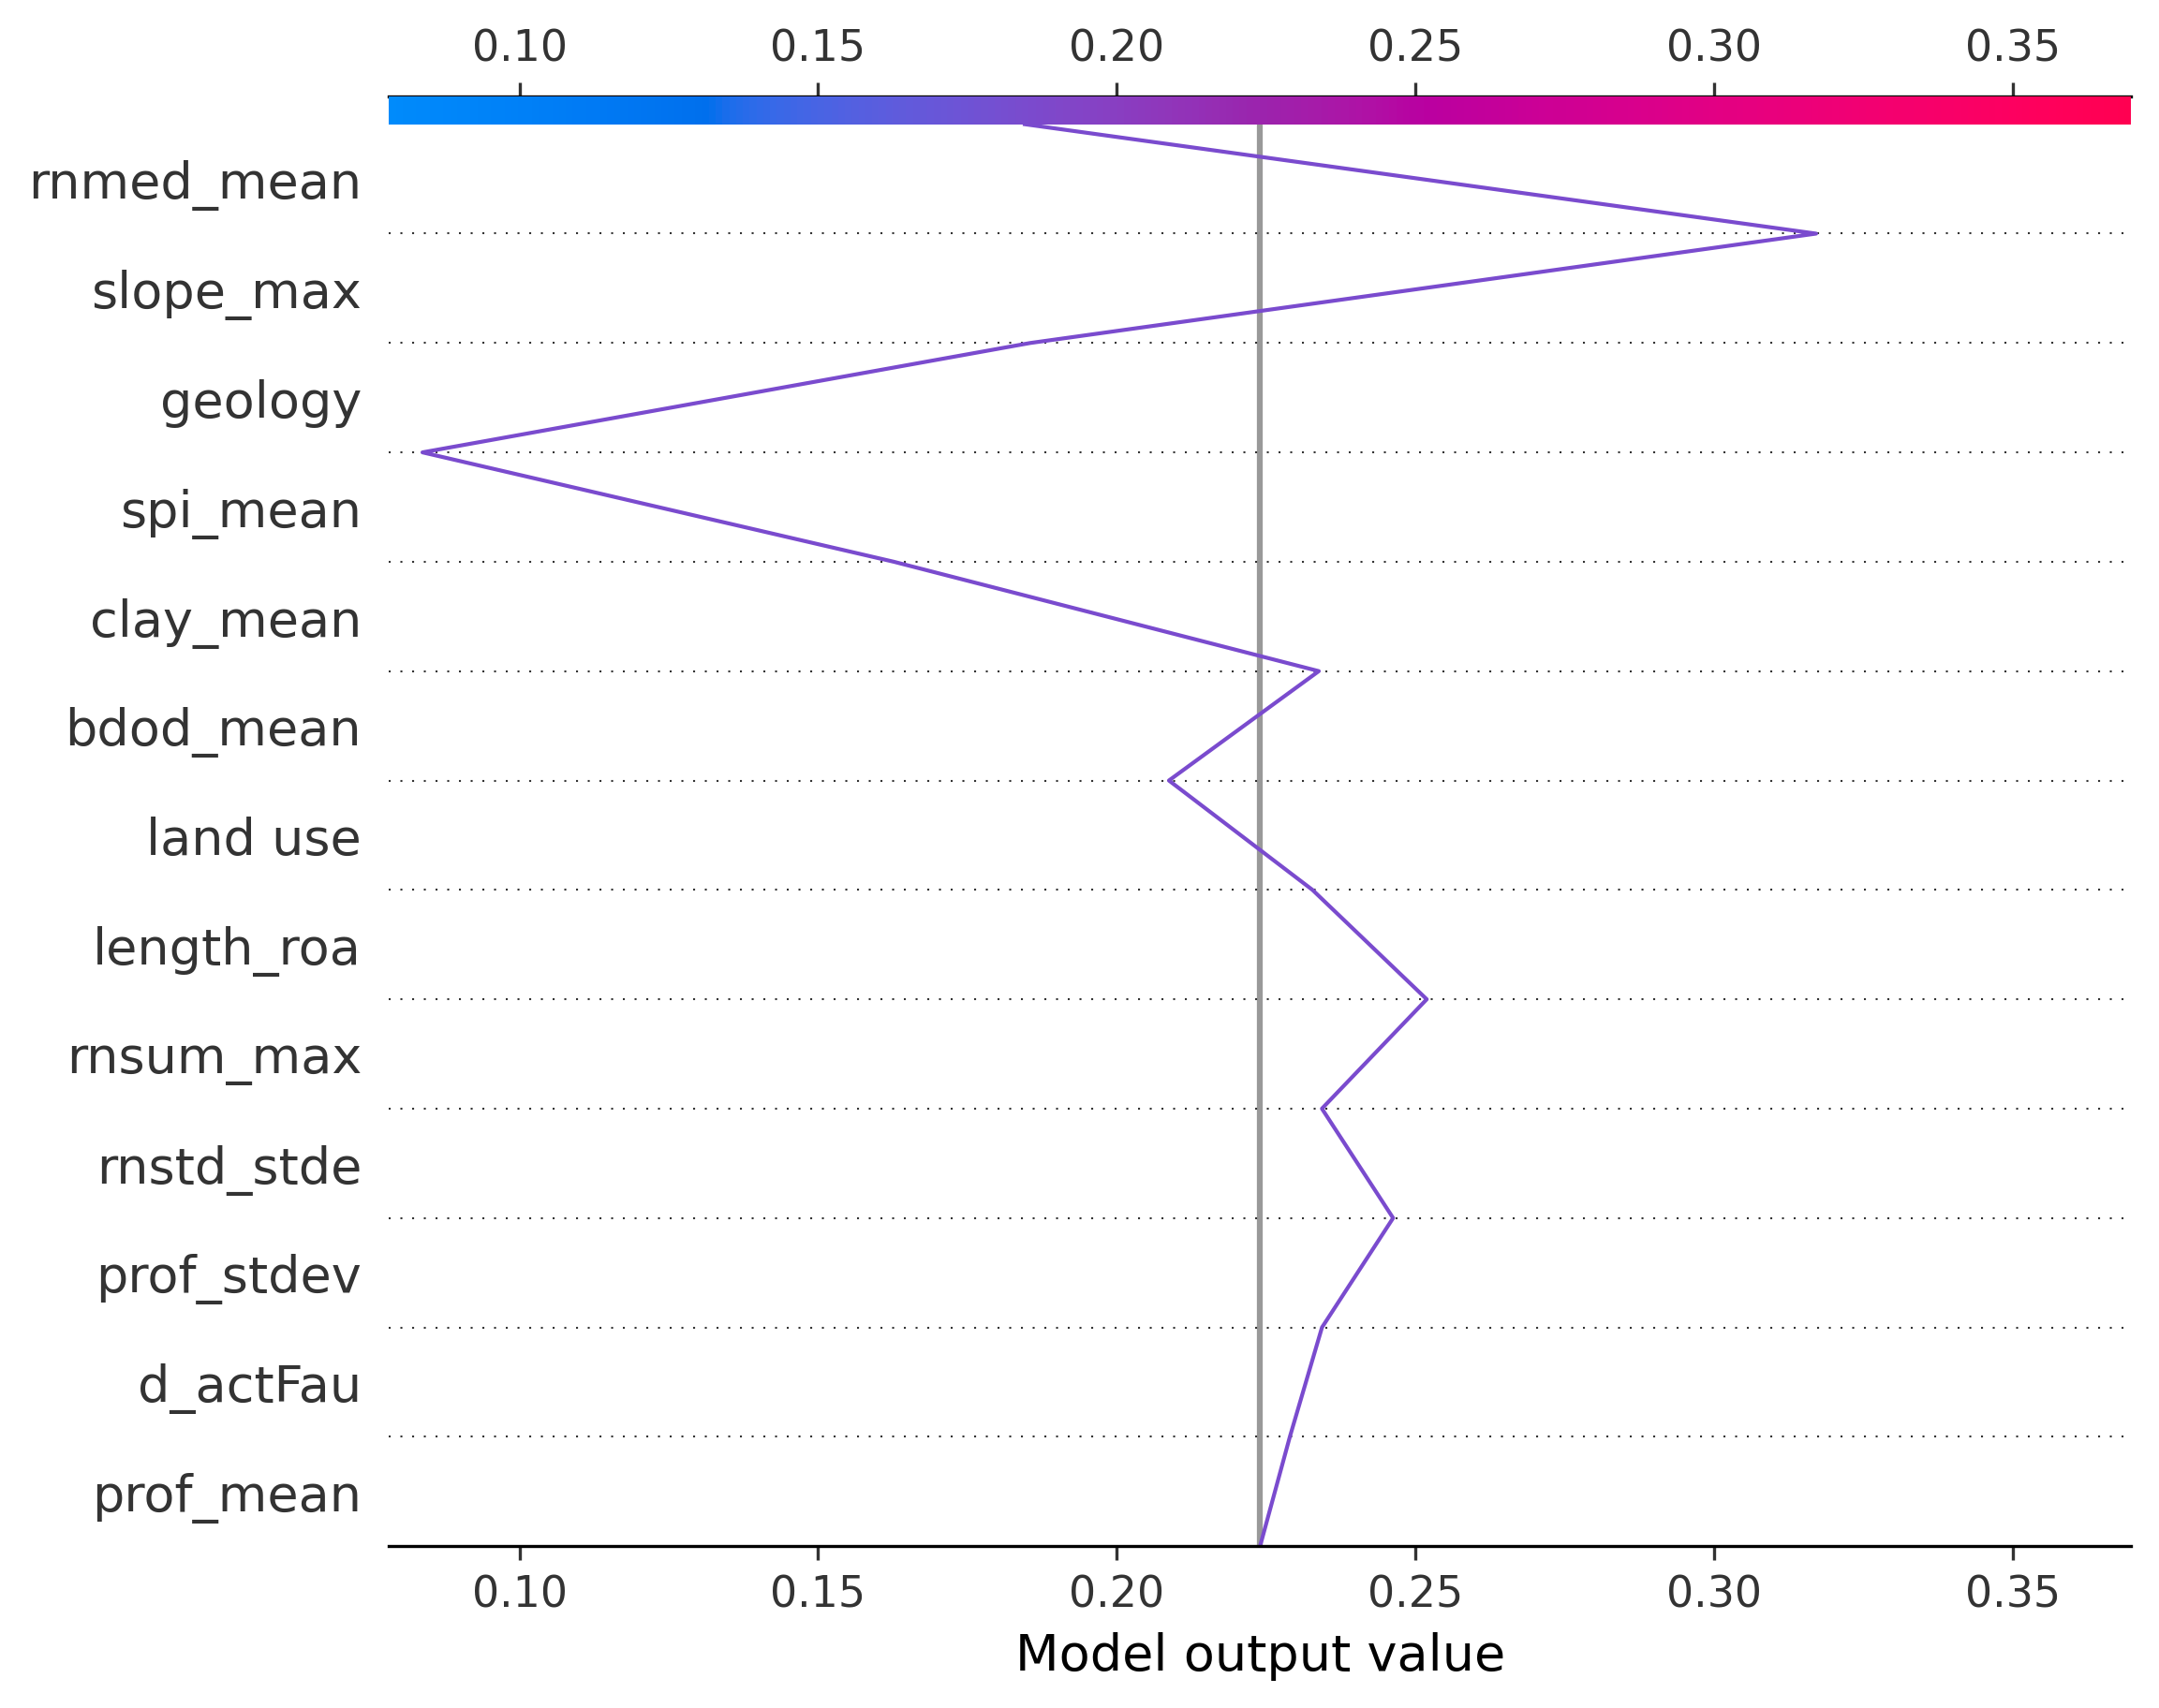 0.10 0.15 0.20 0.25 0.30 0.35
rnmed_mean
slope_max
geology
spi_mean
clay_mean
bdod_mean
land use
length_roa
rnsum_max
rnstd_stde
prof_stdev
d_actFau
prof_mean
0.10 0.15 0.20 0.25 0.30 0.35
Model output value